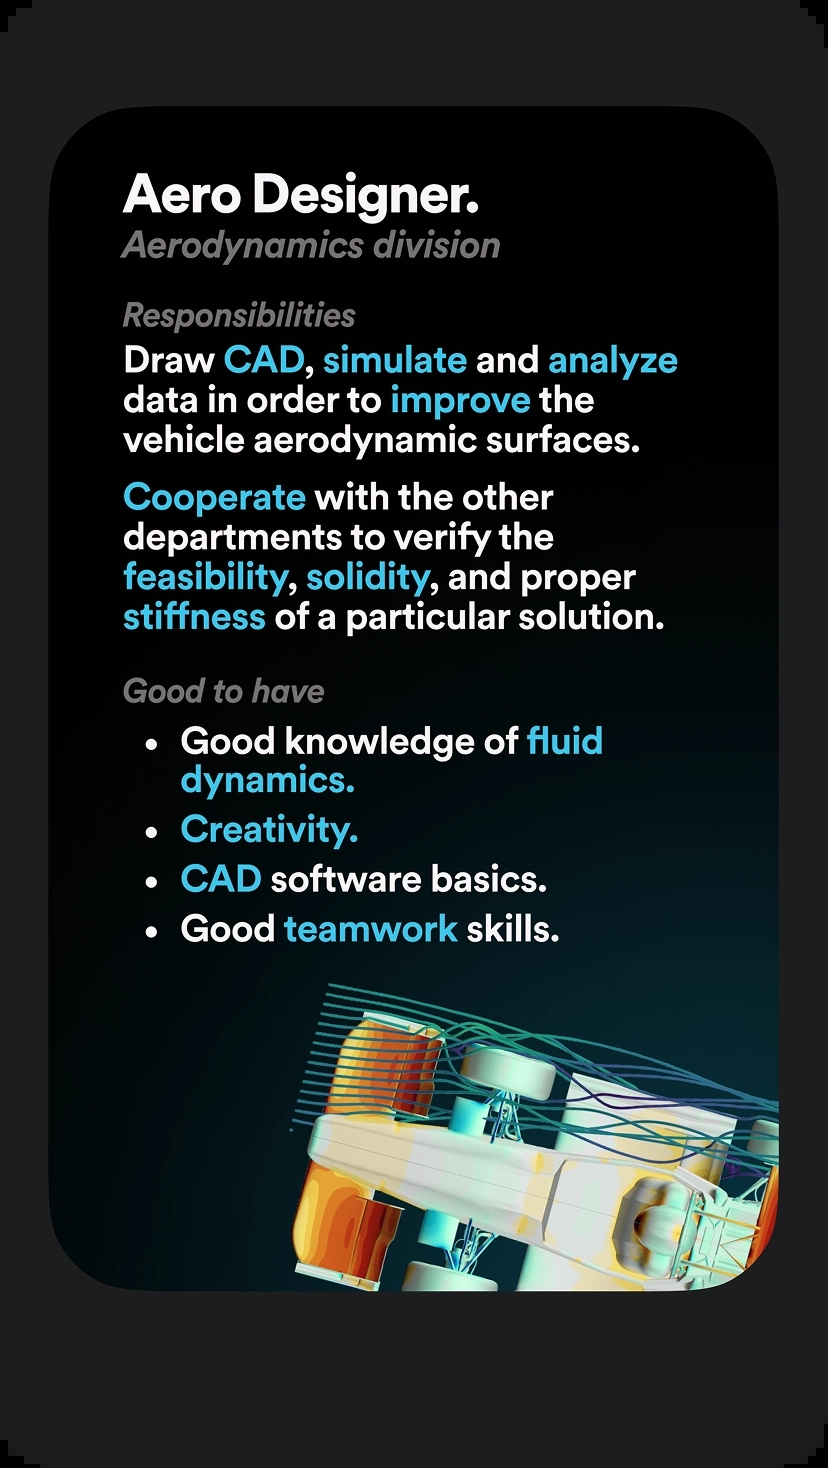 Aero Designer.
Aerodynamics division
Responsibilities
Draw CAD, simulate and analyze
data in order to improve the
vehicle aerodynamic surfaces.
Cooperate with the other
departments to verify the
feasibility, solidity, and proper
stiffness of a particular solution.
Good to have
• Good knowledge of fluid
dynamics.
• Creativity.
• CAD software basics.
• Good teamwork skills.